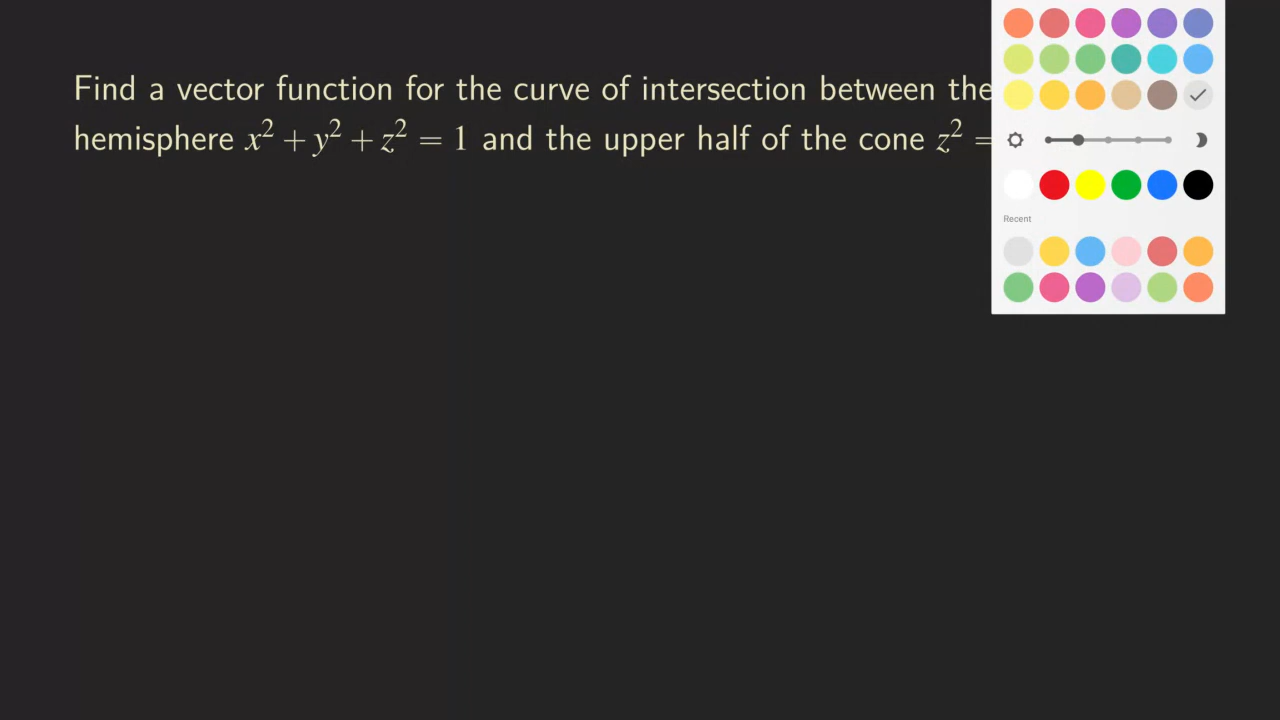 Find a vector function for the curve of intersection between the
hemisphere x² + y² + z² = 1 and the upper half of the cone z² =
Recent